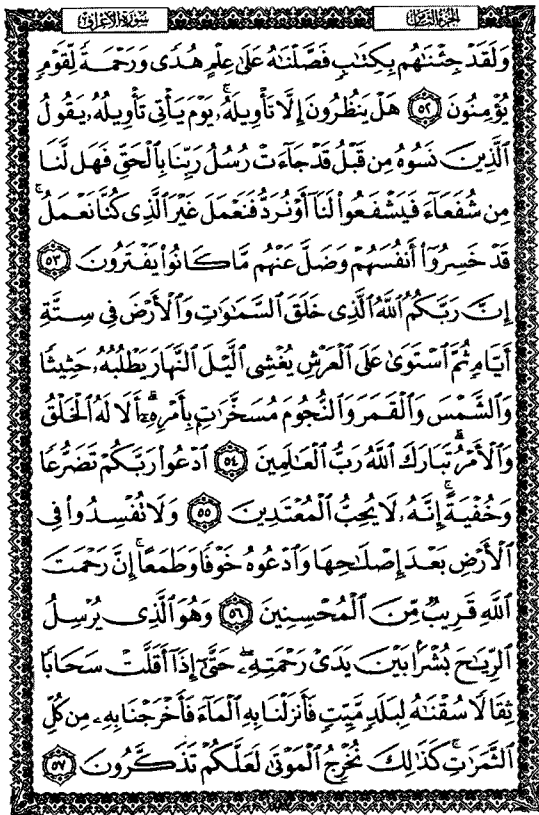 الجزء الثامن
سورة الأعراف
وَلَقَدْ جِئْنَٰهُم بِكِتَٰبٍ فَصَّلْنَٰهُ عَلَىٰ عِلْمٍ هُدًى وَرَحْمَةً لِّقَوْمٍ
يُؤْمِنُونَ ٥٢ هَلْ يَنظُرُونَ إِلَّا تَأْوِيلَهُۥ ۚ يَوْمَ يَأْتِى تَأْوِيلُهُۥ يَقُولُ
ٱلَّذِينَ نَسُوهُ مِن قَبْلُ قَدْ جَآءَتْ رُسُلُ رَبِّنَا بِٱلْحَقِّ فَهَل لَّنَا
مِن شُفَعَآءَ فَيَشْفَعُوا۟ لَنَآ أَوْ نُرَدُّ فَنَعْمَلَ غَيْرَ ٱلَّذِى كُنَّا نَعْمَلُ ۚ
قَدْ خَسِرُوٓا۟ أَنفُسَهُمْ وَضَلَّ عَنْهُم مَّا كَانُوا۟ يَفْتَرُونَ ٥٣
إِنَّ رَبَّكُمُ ٱللَّهُ ٱلَّذِى خَلَقَ ٱلسَّمَٰوَٰتِ وَٱلْأَرْضَ فِى سِتَّةِ
أَيَّامٍ ثُمَّ ٱسْتَوَىٰ عَلَى ٱلْعَرْشِ يُغْشِى ٱلَّيْلَ ٱلنَّهَارَ يَطْلُبُهُۥ حَثِيثًا
وَٱلشَّمْسَ وَٱلْقَمَرَ وَٱلنُّجُومَ مُسَخَّرَٰتٍۭ بِأَمْرِهِۦٓ ۗ أَلَا لَهُ ٱلْخَلْقُ
وَٱلْأَمْرُ ۗ تَبَارَكَ ٱللَّهُ رَبُّ ٱلْعَٰلَمِينَ ٥٤ ٱدْعُوا۟ رَبَّكُمْ تَضَرُّعًا
وَخُفْيَةً ۚ إِنَّهُۥ لَا يُحِبُّ ٱلْمُعْتَدِينَ ٥٥ وَلَا تُفْسِدُوا۟ فِى
ٱلْأَرْضِ بَعْدَ إِصْلَٰحِهَا وَٱدْعُوهُ خَوْفًا وَطَمَعًا ۚ إِنَّ رَحْمَتَ
ٱللَّهِ قَرِيبٌ مِّنَ ٱلْمُحْسِنِينَ ٥٦ وَهُوَ ٱلَّذِى يُرْسِلُ
ٱلرِّيَٰحَ بُشْرًۢا بَيْنَ يَدَىْ رَحْمَتِهِۦ ۖ حَتَّىٰٓ إِذَآ أَقَلَّتْ سَحَابًا
ثِقَالًا سُقْنَٰهُ لِبَلَدٍ مَّيِّتٍ فَأَنزَلْنَا بِهِ ٱلْمَآءَ فَأَخْرَجْنَا بِهِۦ مِن كُلِّ
ٱلثَّمَرَٰتِ ۚ كَذَٰلِكَ نُخْرِجُ ٱلْمَوْتَىٰ لَعَلَّكُمْ تَذَكَّرُونَ ٥٧